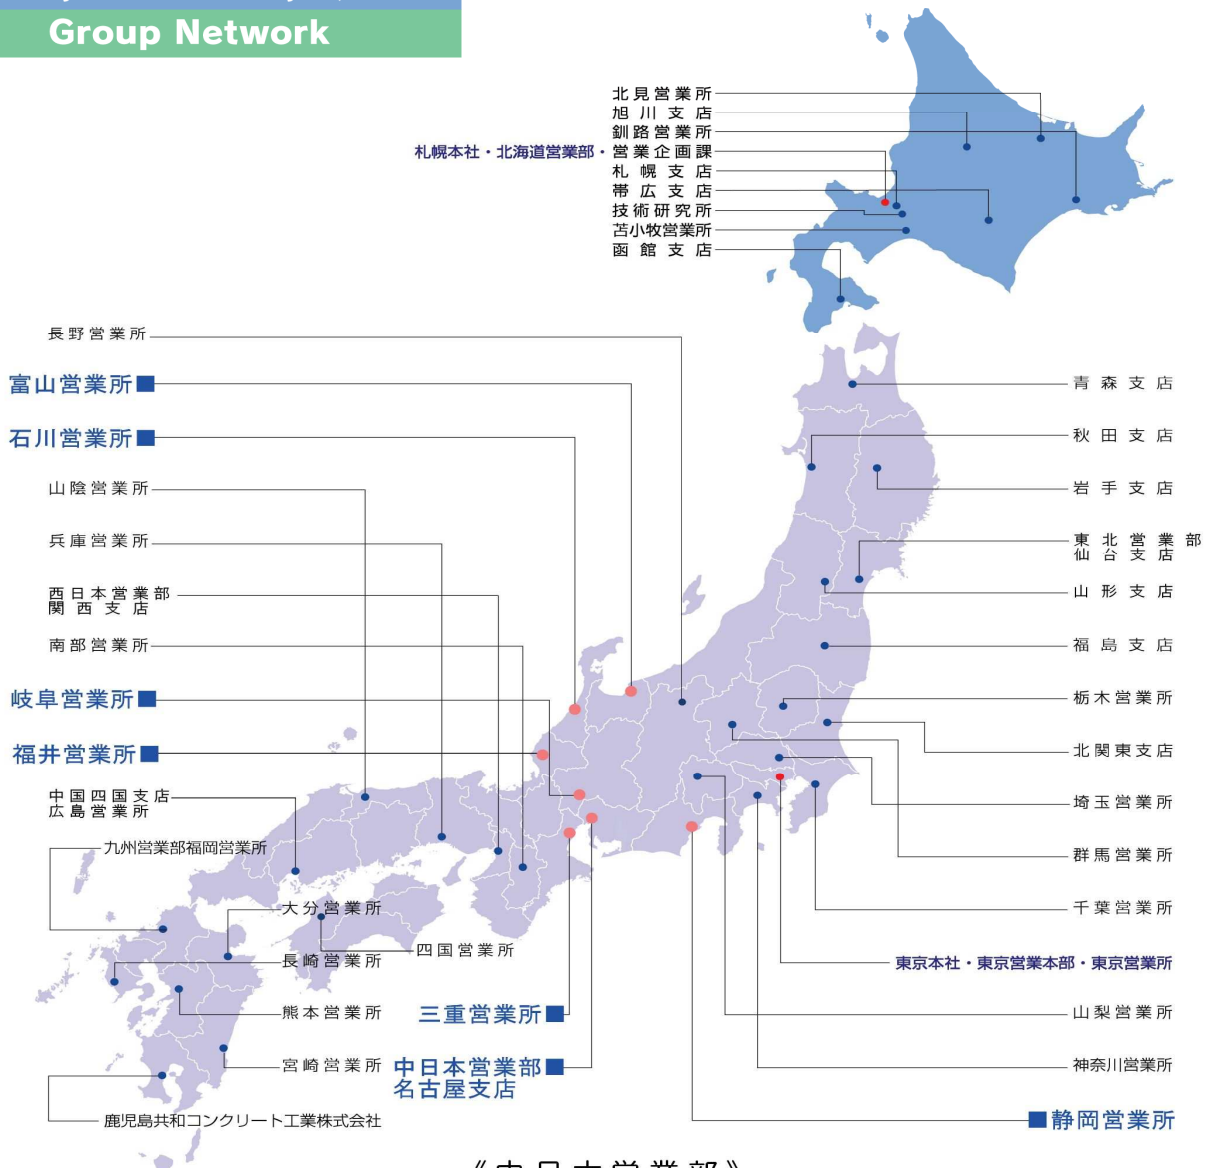 Group Network
北見営業所
旭川支店
釧路営業所
札幌本社・北海道営業部・営業企画課
札幌支店
帯広支店
技術研究所
苫小牧営業所
函館支店
長野営業所
富山営業所■
石川営業所■
山陰営業所
兵庫営業所
西日本営業部
関西支店
南部営業所
岐阜営業所■
福井営業所■
中国四国支店
広島営業所
九州営業部福岡営業所
大分営業所
四国営業所
長崎営業所
熊本営業所
宮崎営業所
鹿児島共和コンクリート工業株式会社
三重営業所■
中日本営業部■
名古屋支店
青森支店
秋田支店
岩手支店
東北営業部
仙台支店
山形支店
福島支店
栃木営業所
北関東支店
埼玉営業所
群馬営業所
千葉営業所
東京本社・東京営業本部・東京営業所
山梨営業所
神奈川営業所
■静岡営業所
《中日本営業部》